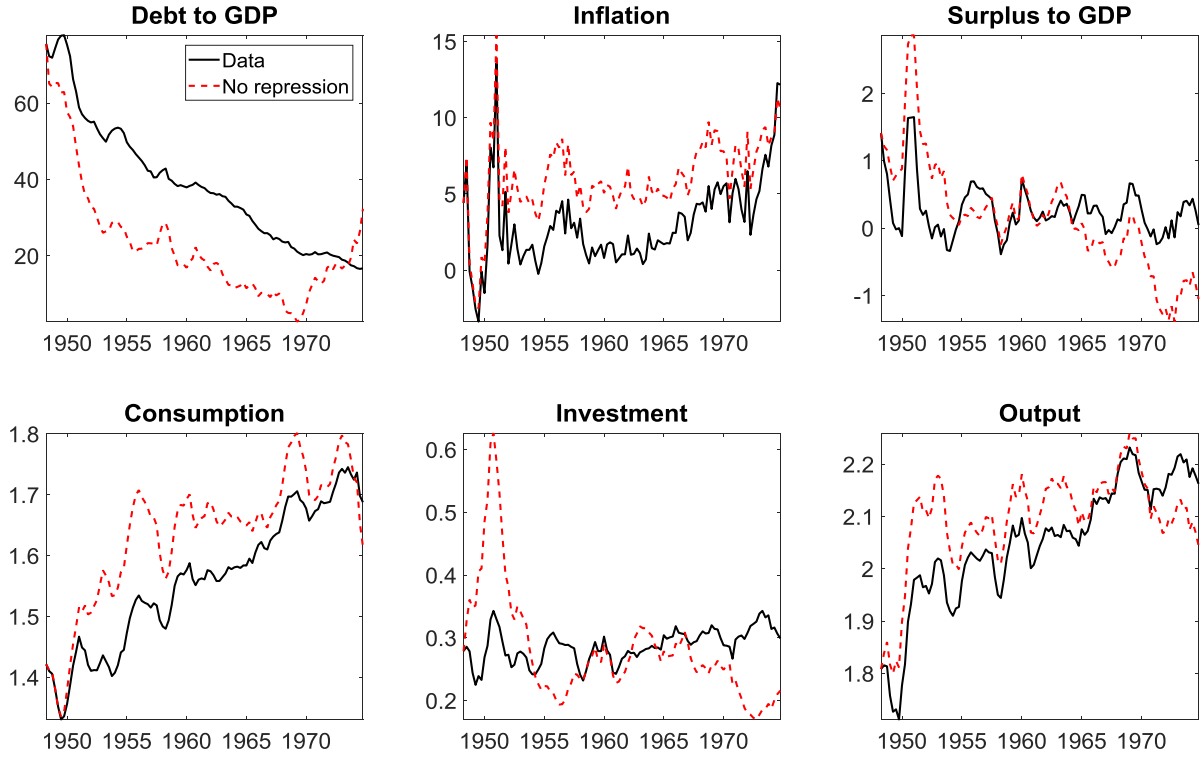 Debt to GDP
Data
No repression
60
40
20
1950 1955 1960 1965 1970
Inflation
15
10
5
0
1950 1955 1960 1965 1970
Surplus to GDP
2
1
0
-1
1950 1955 1960 1965 1970
Consumption
1.8
1.7
1.6
1.5
1.4
1950 1955 1960 1965 1970
Investment
0.6
0.5
0.4
0.3
0.2
1950 1955 1960 1965 1970
Output
2.2
2.1
2
1.9
1.8
1950 1955 1960 1965 1970